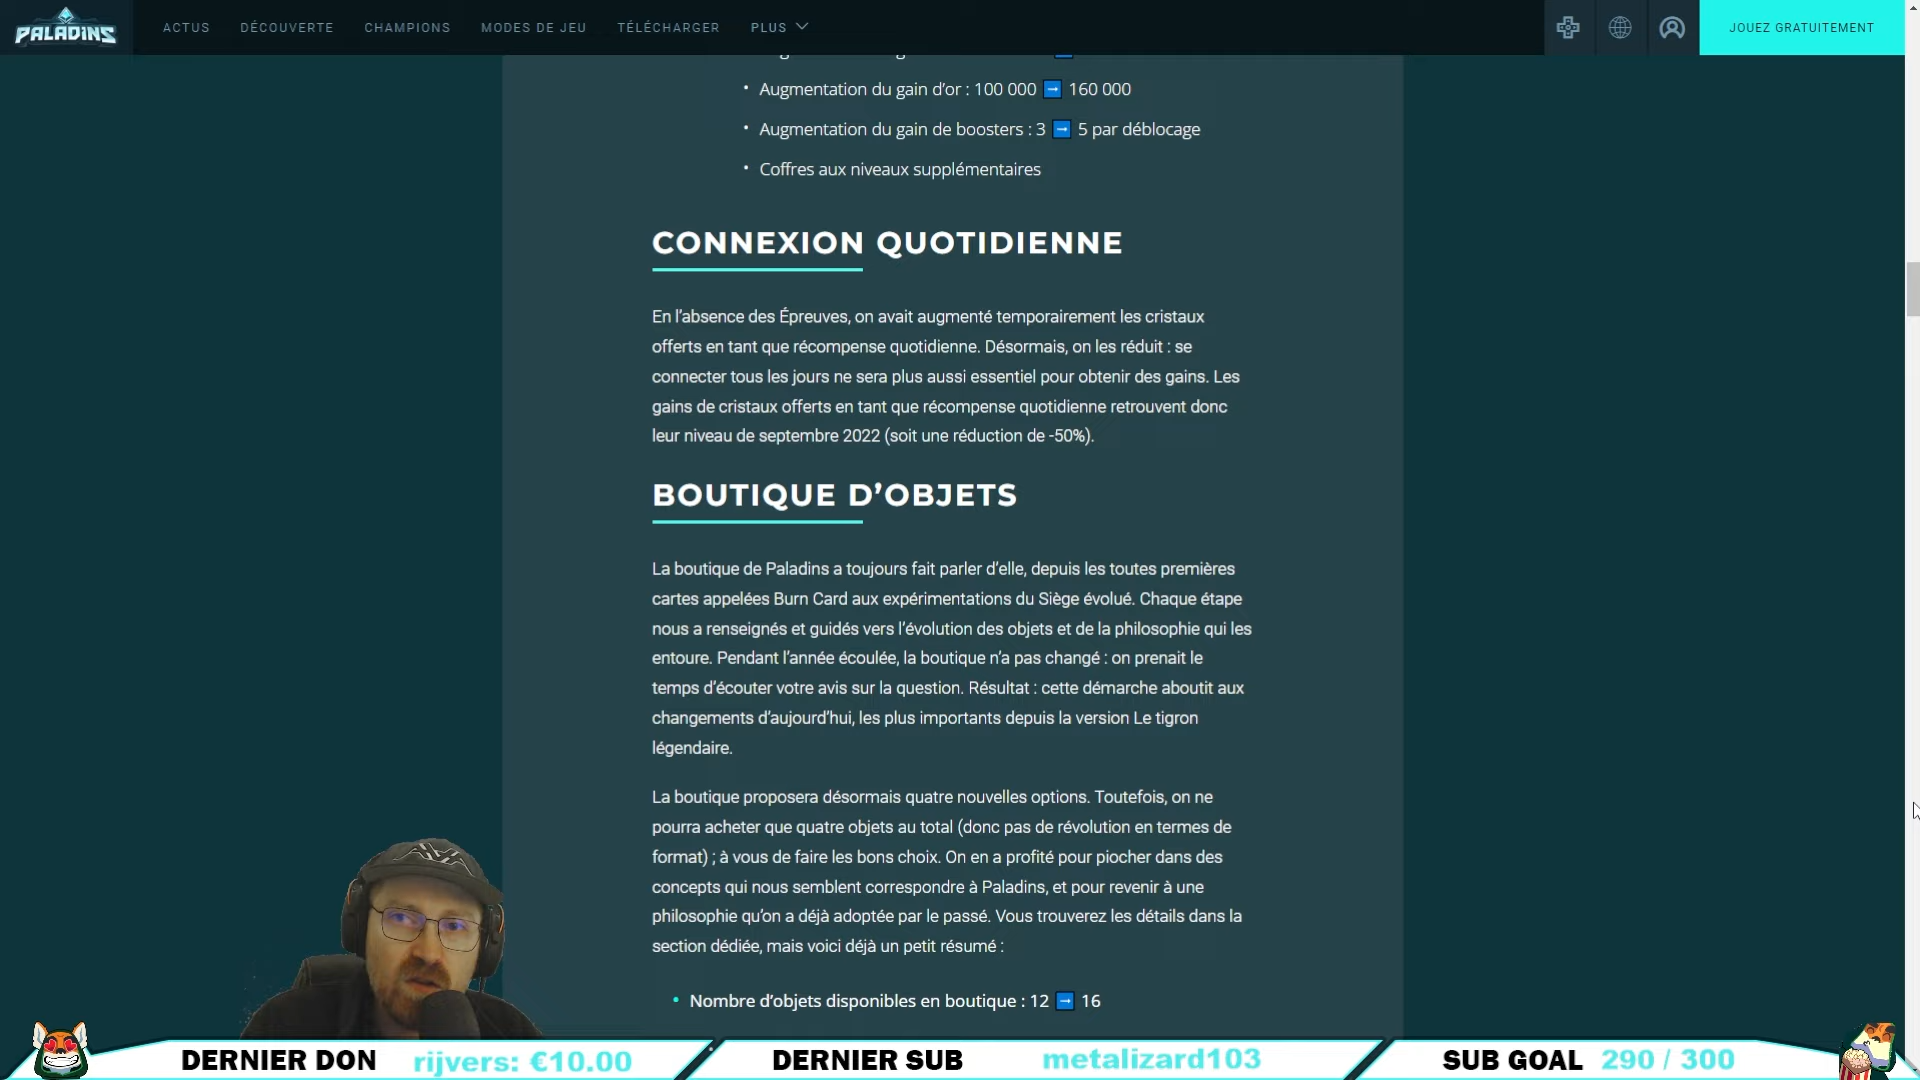 PALADINS
ACTUS DÉCOUVERTE CHAMPIONS MODES DE JEU TÉLÉCHARGER PLUS
JOUEZ GRATUITEMENT
• Augmentation du gain d’or : 100 000 ➡ 160 000
• Augmentation du gain de boosters : 3 ➡ 5 par déblocage
• Coffres aux niveaux supplémentaires
CONNEXION QUOTIDIENNE
En l’absence des Épreuves, on avait augmenté temporairement les cristaux
offerts en tant que récompense quotidienne. Désormais, on les réduit : se
connecter tous les jours ne sera plus aussi essentiel pour obtenir des gains. Les
gains de cristaux offerts en tant que récompense quotidienne retrouvent donc
leur niveau de septembre 2022 (soit une réduction de -50%).
BOUTIQUE D’OBJETS
La boutique de Paladins a toujours fait parler d’elle, depuis les toutes premières
cartes appelées Burn Card aux expérimentations du Siège évolué. Chaque étape
nous a renseignés et guidés vers l’évolution des objets et de la philosophie qui les
entoure. Pendant l’année écoulée, la boutique n’a pas changé : on prenait le
temps d’écouter votre avis sur la question. Résultat : cette démarche aboutit aux
changements d’aujourd’hui, les plus importants depuis la version Le tigron
légendaire.
La boutique proposera désormais quatre nouvelles options. Toutefois, on ne
pourra acheter que quatre objets au total (donc pas de révolution en termes de
format) ; à vous de faire les bons choix. On en a profité pour piocher dans des
concepts qui nous semblent correspondre à Paladins, et pour revenir à une
philosophie qu’on a déjà adoptée par le passé. Vous trouverez les détails dans la
section dédiée, mais voici déjà un petit résumé :
• Nombre d’objets disponibles en boutique : 12 ➡ 16
DERNIER DON rijvers: €10.00 DERNIER SUB metalizard103 SUB GOAL 290 / 300